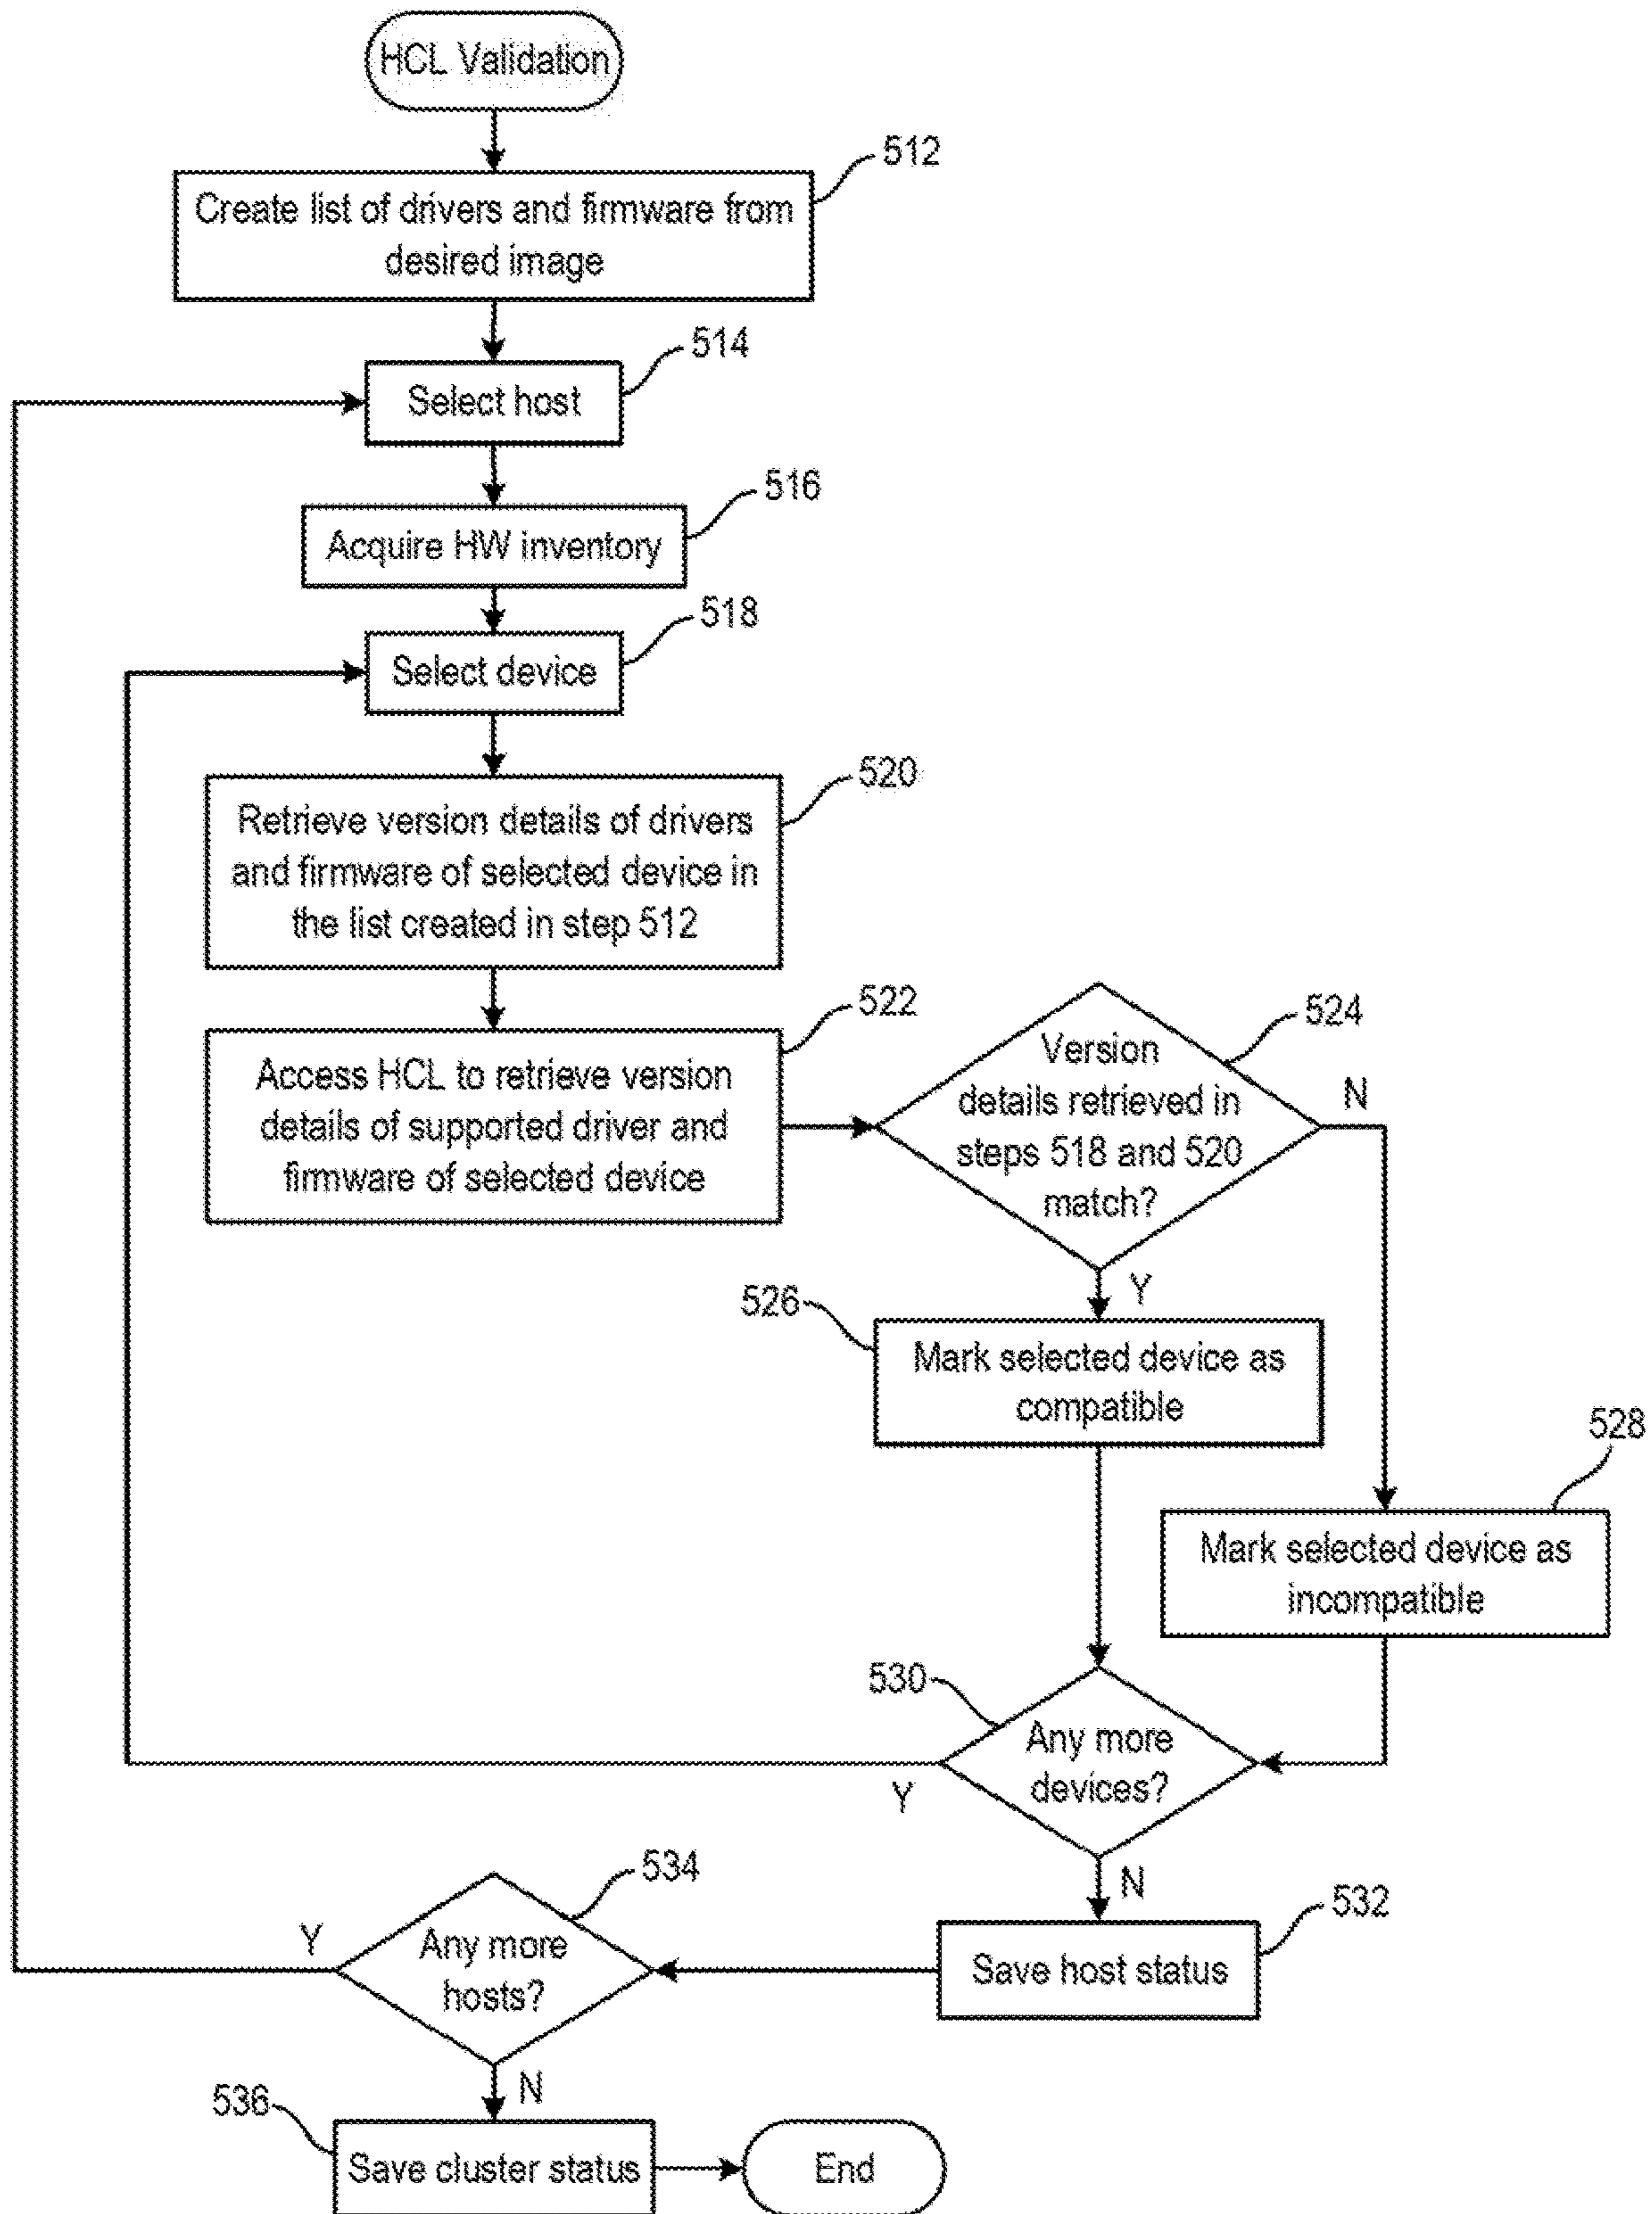 HCL Validation
512
Create list of drivers and firmware from
desired image
514
Select host
516
Acquire HW inventory
518
Select device
520
Retrieve version details of drivers
and firmware of selected device in
the list created in step 512
522
Access HCL to retrieve version
details of supported driver and
firmware of selected device
524
Version
details retrieved in
steps 518 and 520
match?
N
Y
526
Mark selected device as
compatible
528
Mark selected device as
incompatible
530
Any more
devices?
Y
N
532
Save host status
534
Any more
hosts?
Y
N
536
Save cluster status
End